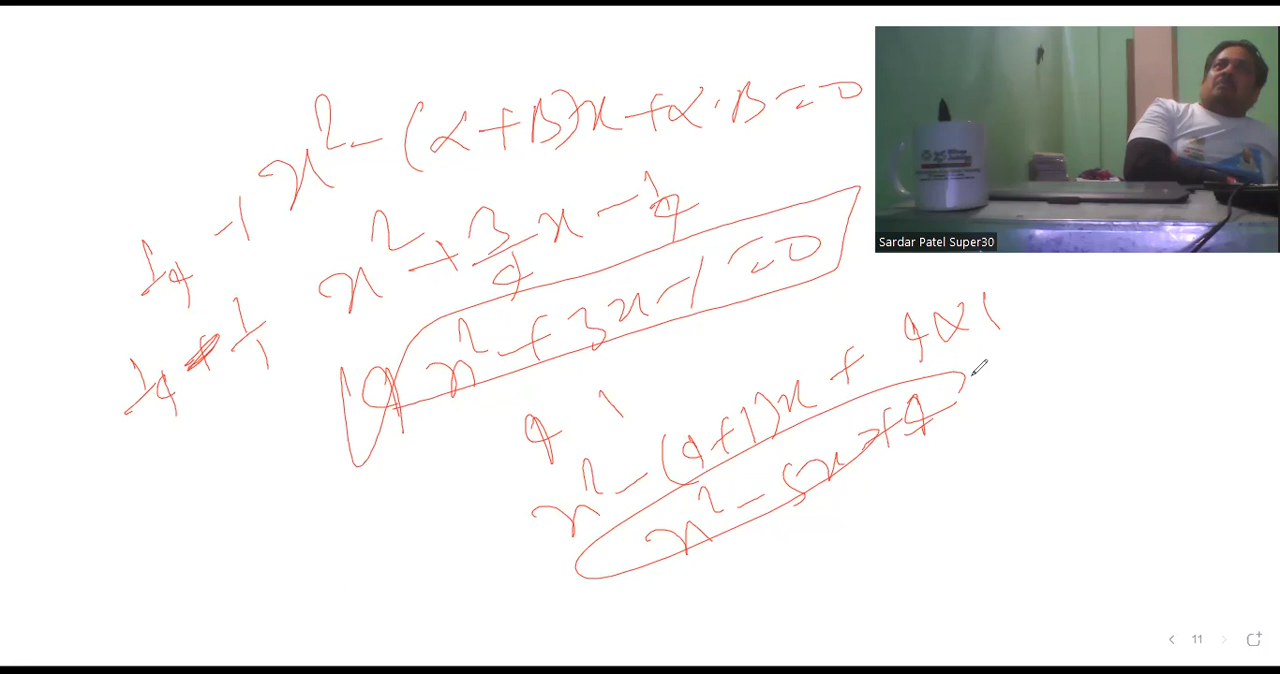 x² - (α+β)x + α·β = 0
1/4 -1
x² + 3/4 x - 1/4
1/4 + 1/1
4x² + 3x - 1 = 0
4 1
x² - (4+1)x + 4×1
x² - 5x + 4
Sardar Patel Super30
11